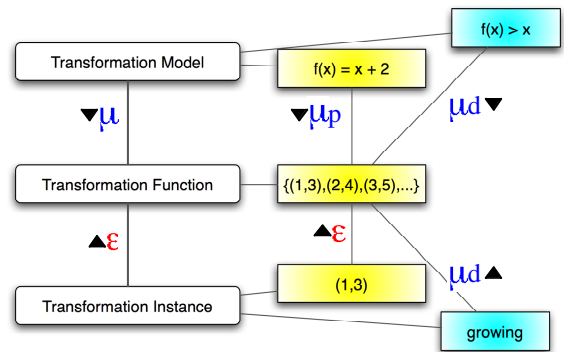 f(x) > x
Transformation Model
f(x) = x + 2
▼μ
▼μp
μd▼
Transformation Function
{(1,3),(2,4),(3,5),...}
▲ε
▲ε
μd▲
(1,3)
Transformation Instance
growing